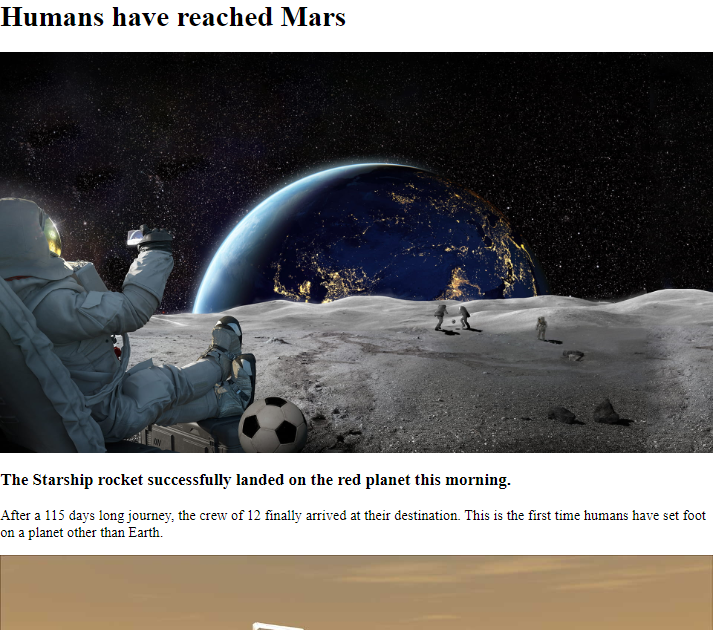 Humans have reached Mars
The Starship rocket successfully landed on the red planet this morning.
After a 115 days long journey, the crew of 12 finally arrived at their destination. This is the first time humans have set foot
on a planet other than Earth.